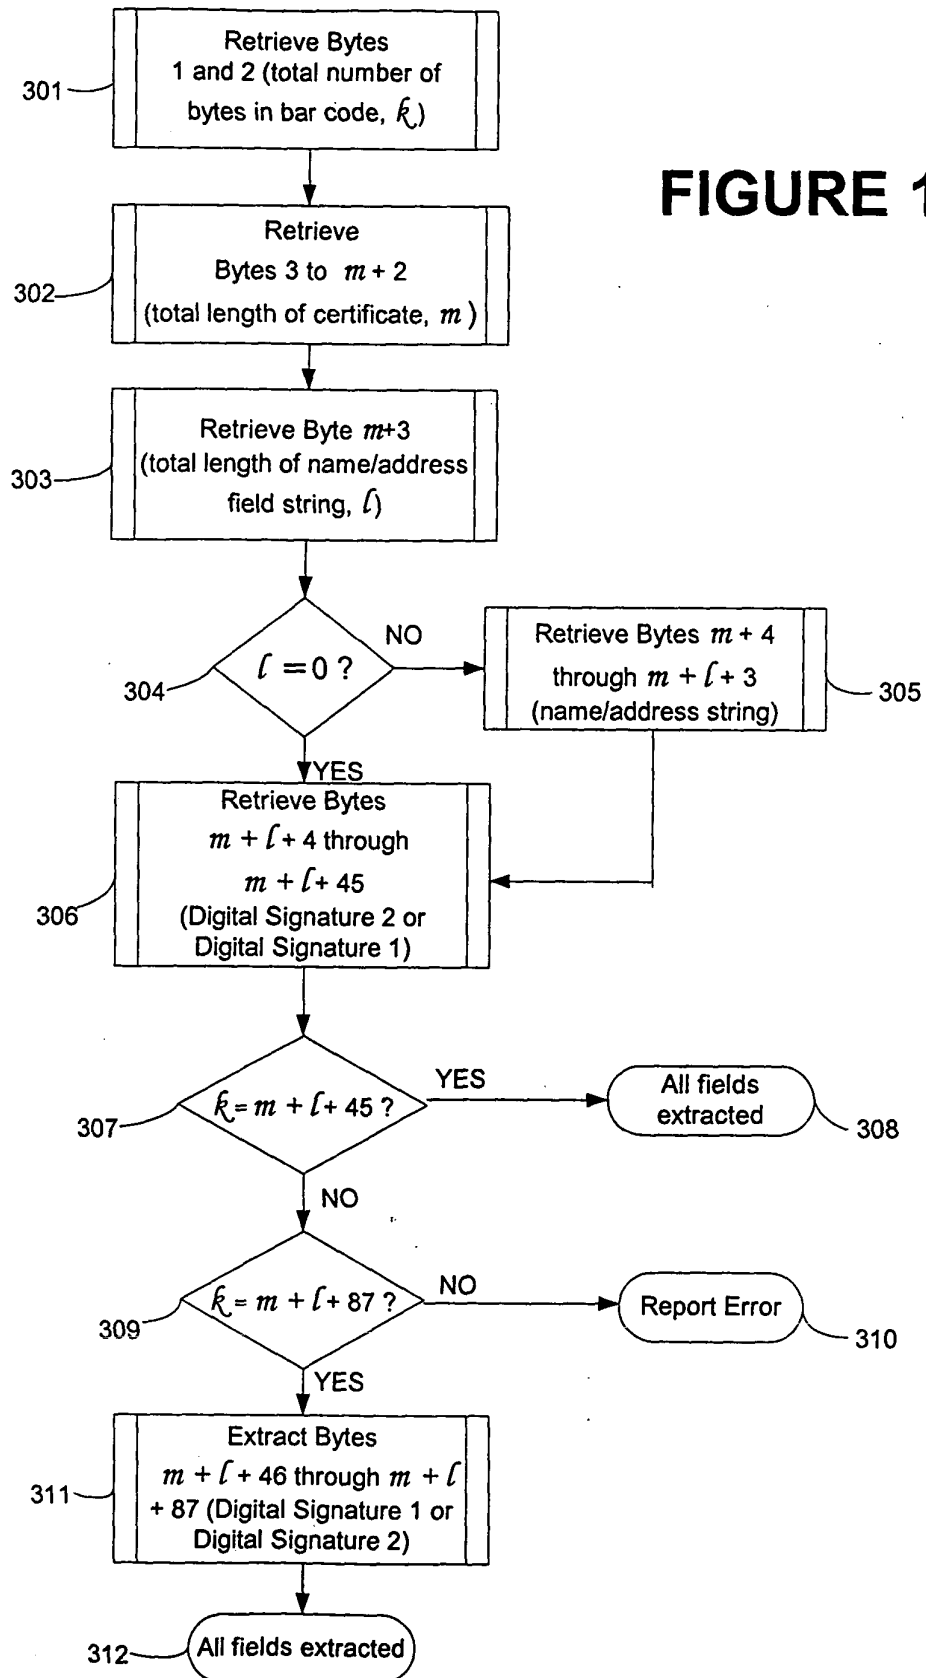 Retrieve Bytes
1 and 2 (total number of
bytes in bar code, k)
301
FIGURE 1
Retrieve
Bytes 3 to m + 2
(total length of certificate, m)
302
Retrieve Byte m+3
(total length of name/address
field string, l)
303
l = 0 ?
304
NO
YES
Retrieve Bytes m + 4
through m + l + 3
(name/address string)
305
Retrieve Bytes
m + l + 4 through
m + l + 45
(Digital Signature 2 or
Digital Signature 1)
306
k = m + l + 45 ?
307
YES
All fields
extracted
308
NO
k = m + l + 87 ?
309
NO
Report Error
310
YES
Extract Bytes
m + l + 46 through m + l
+ 87 (Digital Signature 1 or
Digital Signature 2)
311
All fields extracted
312